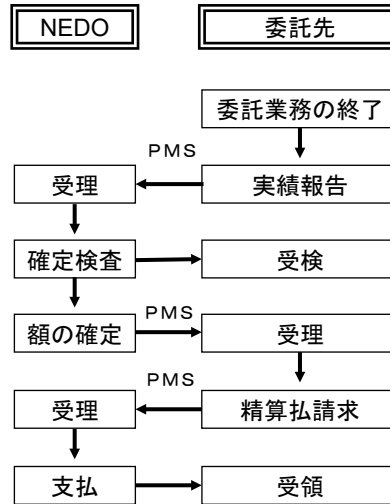 NEDO
委託先
委託業務の終了
PMS
受理
実績報告
確定検査
受検
PMS
額の確定
受理
PMS
受理
精算払請求
支払
受領